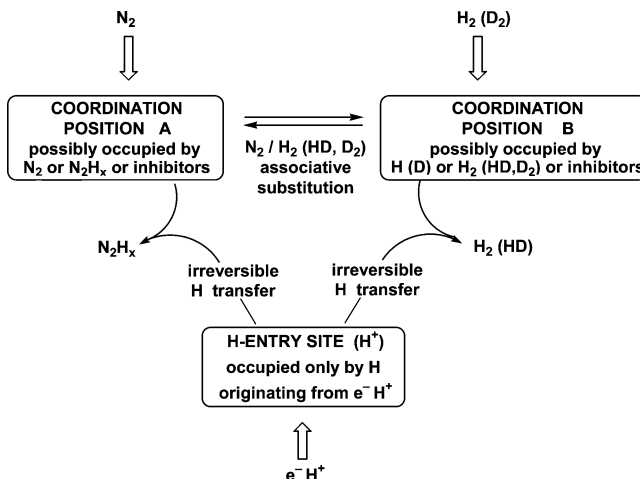 N₂
H₂ (D₂)
COORDINATION
POSITION A
possibly occupied by
N₂ or N₂Hₓ or inhibitors
N₂ / H₂ (HD, D₂)
associative
substitution
COORDINATION
POSITION B
possibly occupied by
H (D) or H₂ (HD,D₂) or inhibitors
N₂Hₓ
H₂ (HD)
irreversible
H transfer
irreversible
H transfer
H-ENTRY SITE (H⁺)
occupied only by H
originating from e⁻ H⁺
e⁻ H⁺